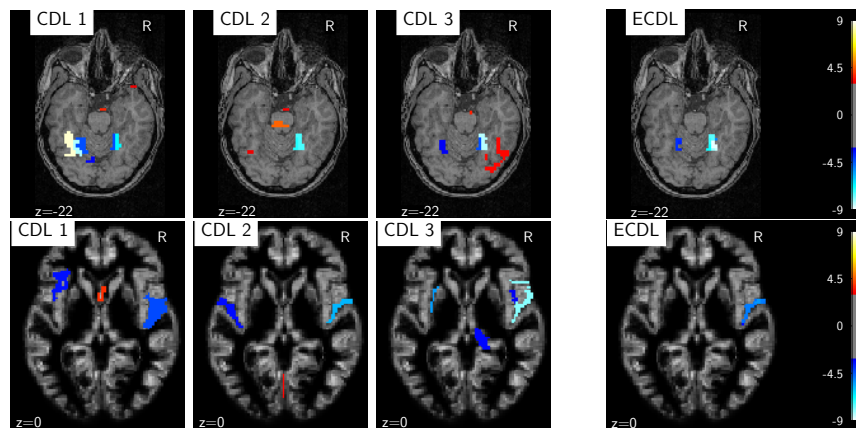 CDL 1
R
CDL 2
CDL 3
R
ECDL
R
9
4.5
0
-4.5
-9
z=-22
z=-22
z=-22
z=-22
CDL 1
R
CDL 2
CDL 3
R
ECDL
R
9
4.5
0
-4.5
-9
z=0
z=0
z=0
z=0